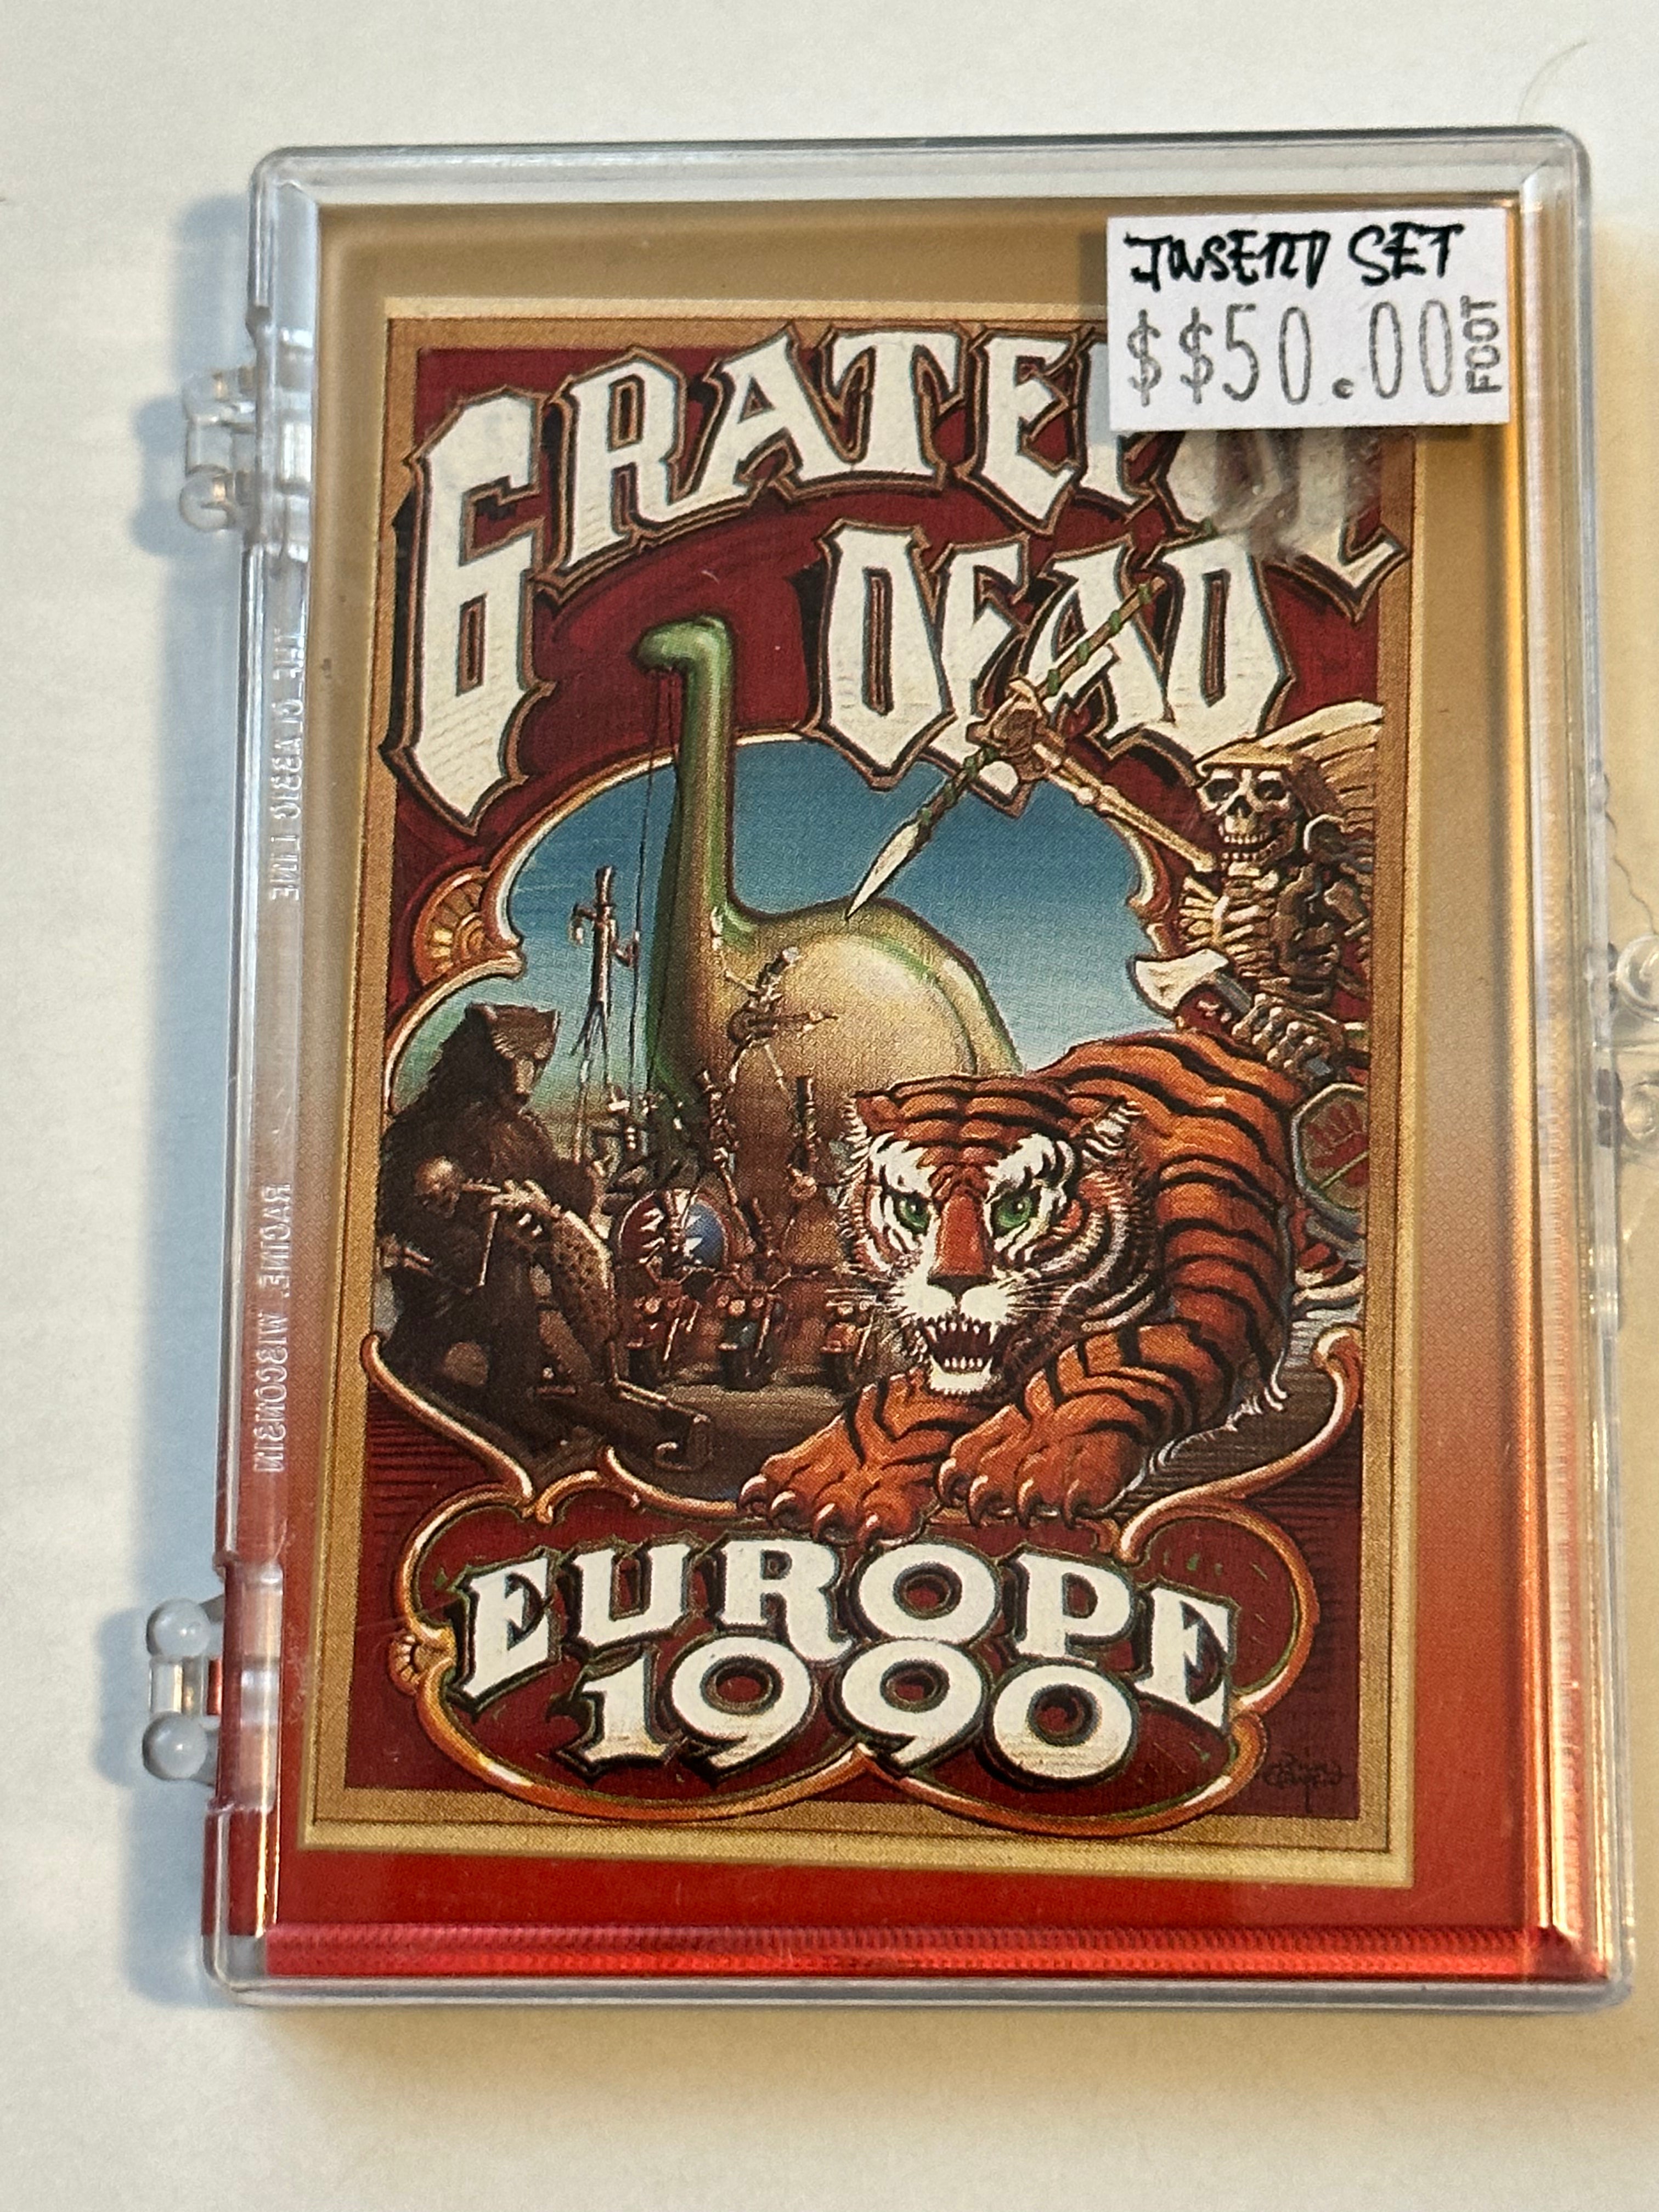 INSERT SET
$$50.00
FOOT
GRATEFUL
DEAD
EUROPE
1990
THE CLASSIC LINE
RACINE, WISCONSIN